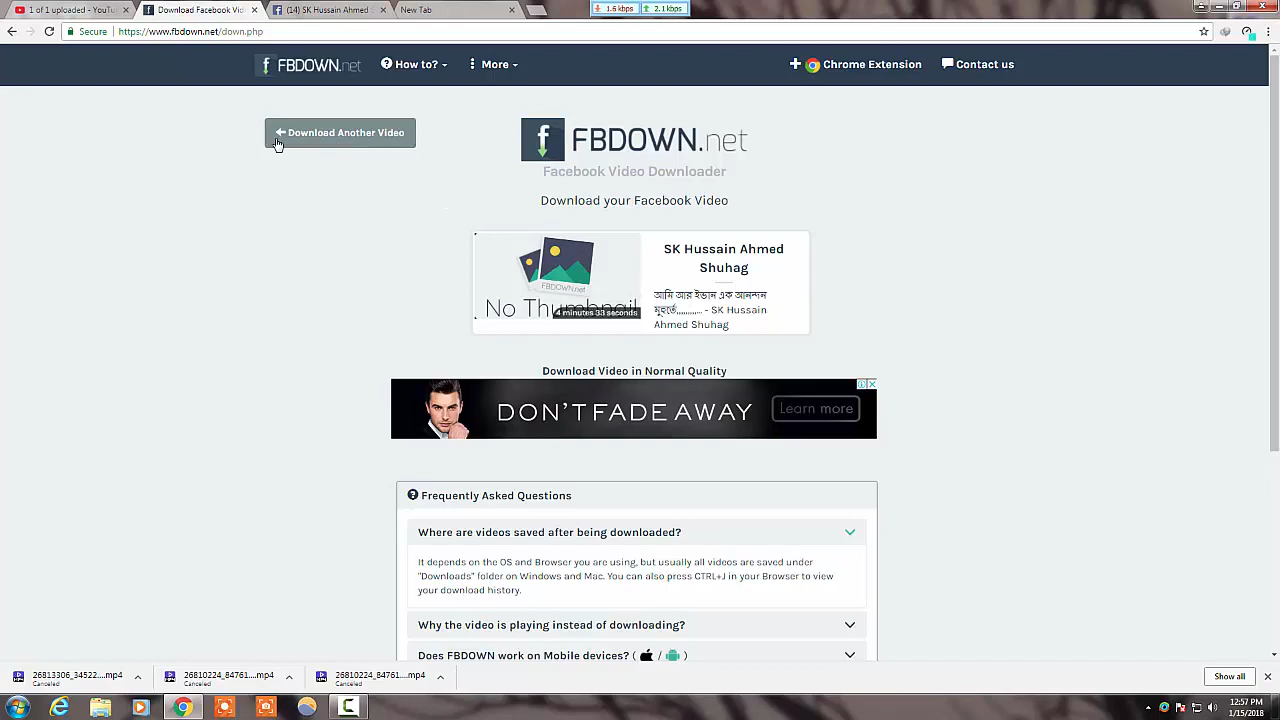 1 of 1 uploaded - YouTu
Download Facebook Vide
(14) SK Hussain Ahmed S
New Tab
1.6 kbps
2.1 kbps
Secure
https://www.fbdown.net/down.php
FBDOWN.net
How to?
More
Chrome Extension
Contact us
Download Another Video
FBDOWN.net
Facebook Video Downloader
Download your Facebook Video
FBDOWN.net
No Thumbnail
4 minutes 33 seconds
SK Hussain Ahmed
Shuhag
আমি আর ইভান এক আনন্দন
মুহুর্তে,,,,,,,,,... - SK Hussain
Ahmed Shuhag
Download Video in Normal Quality
DON'T FADE AWAY
Learn more
Frequently Asked Questions
Where are videos saved after being downloaded?
It depends on the OS and Browser you are using, but usually all videos are saved under
"Downloads" folder on Windows and Mac. You can also press CTRL+J in your Browser to view
your download history.
Why the video is playing instead of downloading?
Does FBDOWN work on Mobile devices? ( / )
26813306_34522....mp4
Canceled
26810224_84761....mp4
Canceled
26810224_84761....mp4
Canceled
Show all
12:57 PM
1/15/2018